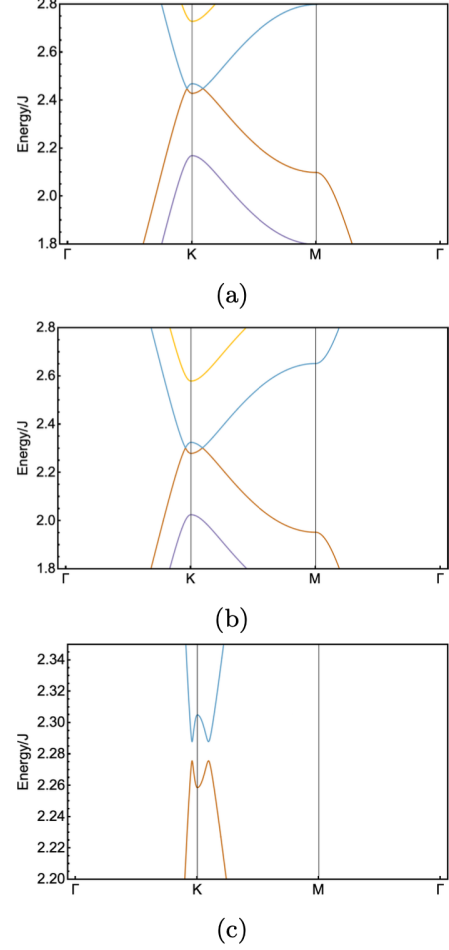 2.8
2.6
2.4
2.2
2.0
1.8
Energy/J
Γ K M Γ
(a)
2.8
2.6
2.4
2.2
2.0
1.8
Energy/J
Γ K M Γ
(b)
2.34
2.32
2.30
2.28
2.26
2.24
2.22
2.20
Energy/J
Γ K M Γ
(c)